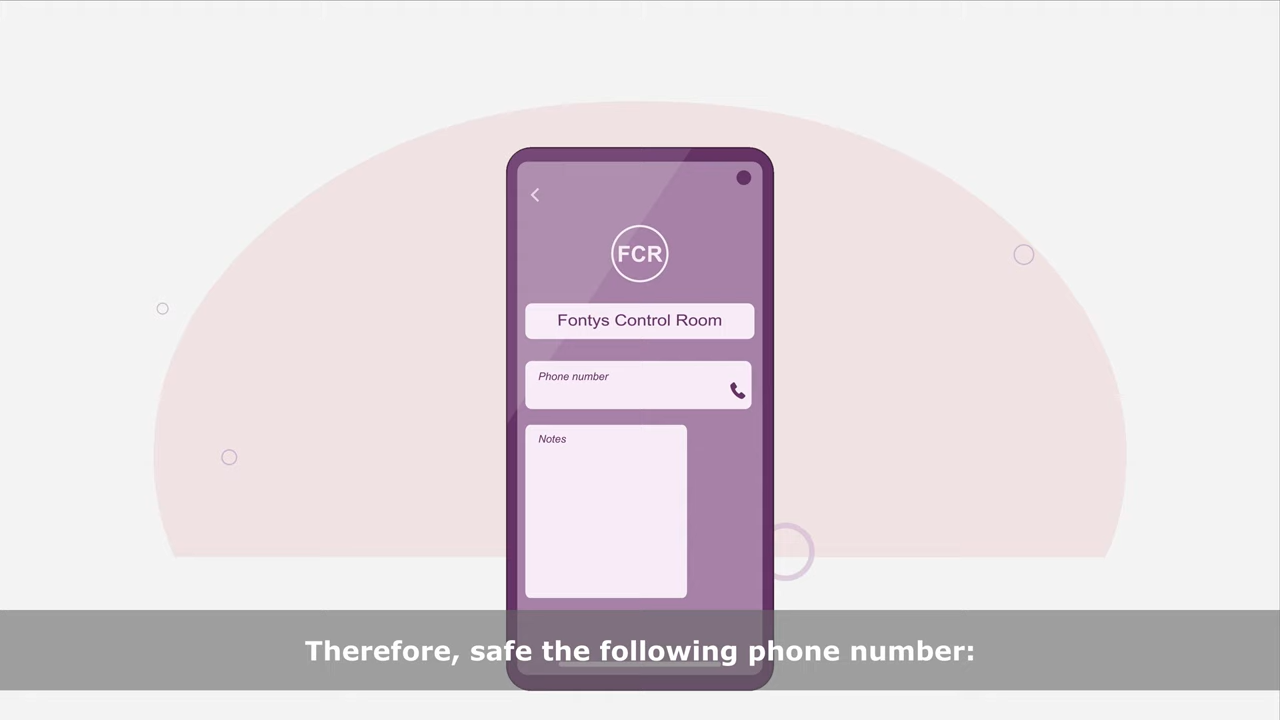 FCR
Fontys Control Room
Phone number
Notes
Therefore, safe the following phone number: